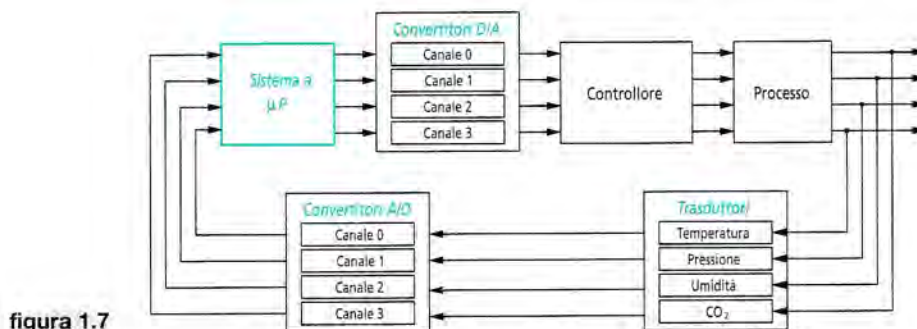 Convertitori D/A
Canale 0
Canale 1
Canale 2
Canale 3
Sistema a
µP
Controllore
Processo
Convertitori A/D
Canale 0
Canale 1
Canale 2
Canale 3
Trasduttori
Temperatura
Pressione
Umidità
CO₂
figura 1.7